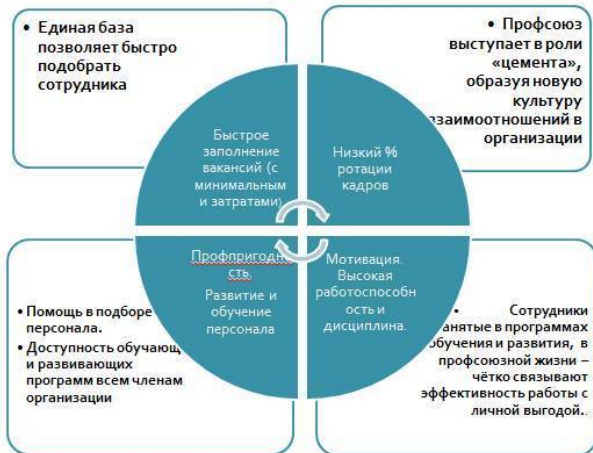 • Единая база
позволяет быстро
подобрать
сотрудника
• Профсоюз
выступает в роли
«цемента»,
образуя новую
культуру
взаимоотношений в
организации
Быстрое
заполнение
вакансий (с
минимальным
и затратами)
Низкий %
ротации
кадров
Профпригодно
сть.
Развитие и
обучение
персонала
Мотивация.
Высокая
работоспособн
ость и
дисциплина.
• Помощь в подборе
персонала.
• Доступность обучающ
и развивающих
программ всем членам
организации
• Сотрудники
занятые в программах
обучения и развития, в
профсоюзной жизни –
чётко связывают
эффективность работы с
личной выгодой..